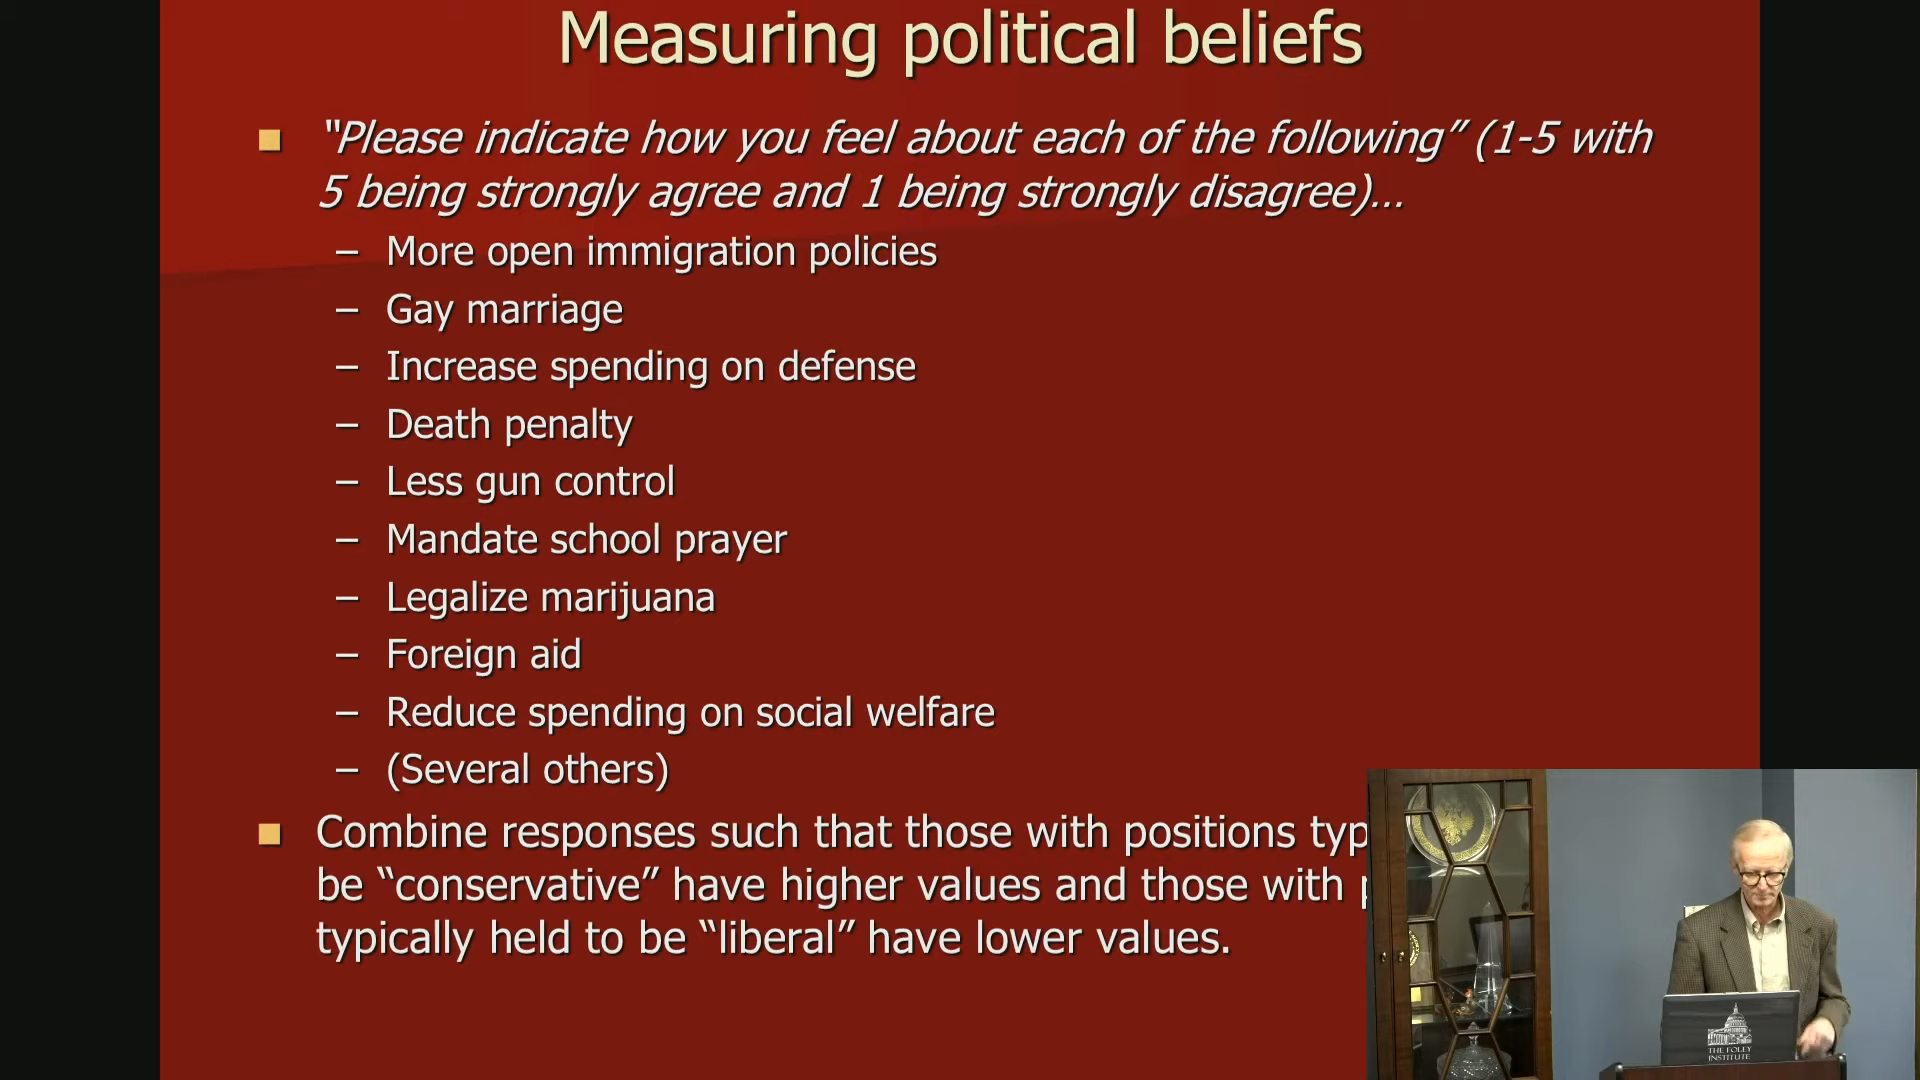 Measuring political beliefs
■ “Please indicate how you feel about each of the following” (1-5 with
5 being strongly agree and 1 being strongly disagree)…
– More open immigration policies
– Gay marriage
– Increase spending on defense
– Death penalty
– Less gun control
– Mandate school prayer
– Legalize marijuana
– Foreign aid
– Reduce spending on social welfare
– (Several others)
■ Combine responses such that those with positions
be “conservative” have higher values and those with
typically held to be “liberal” have lower values.
THE FOLEY
INSTITUTE